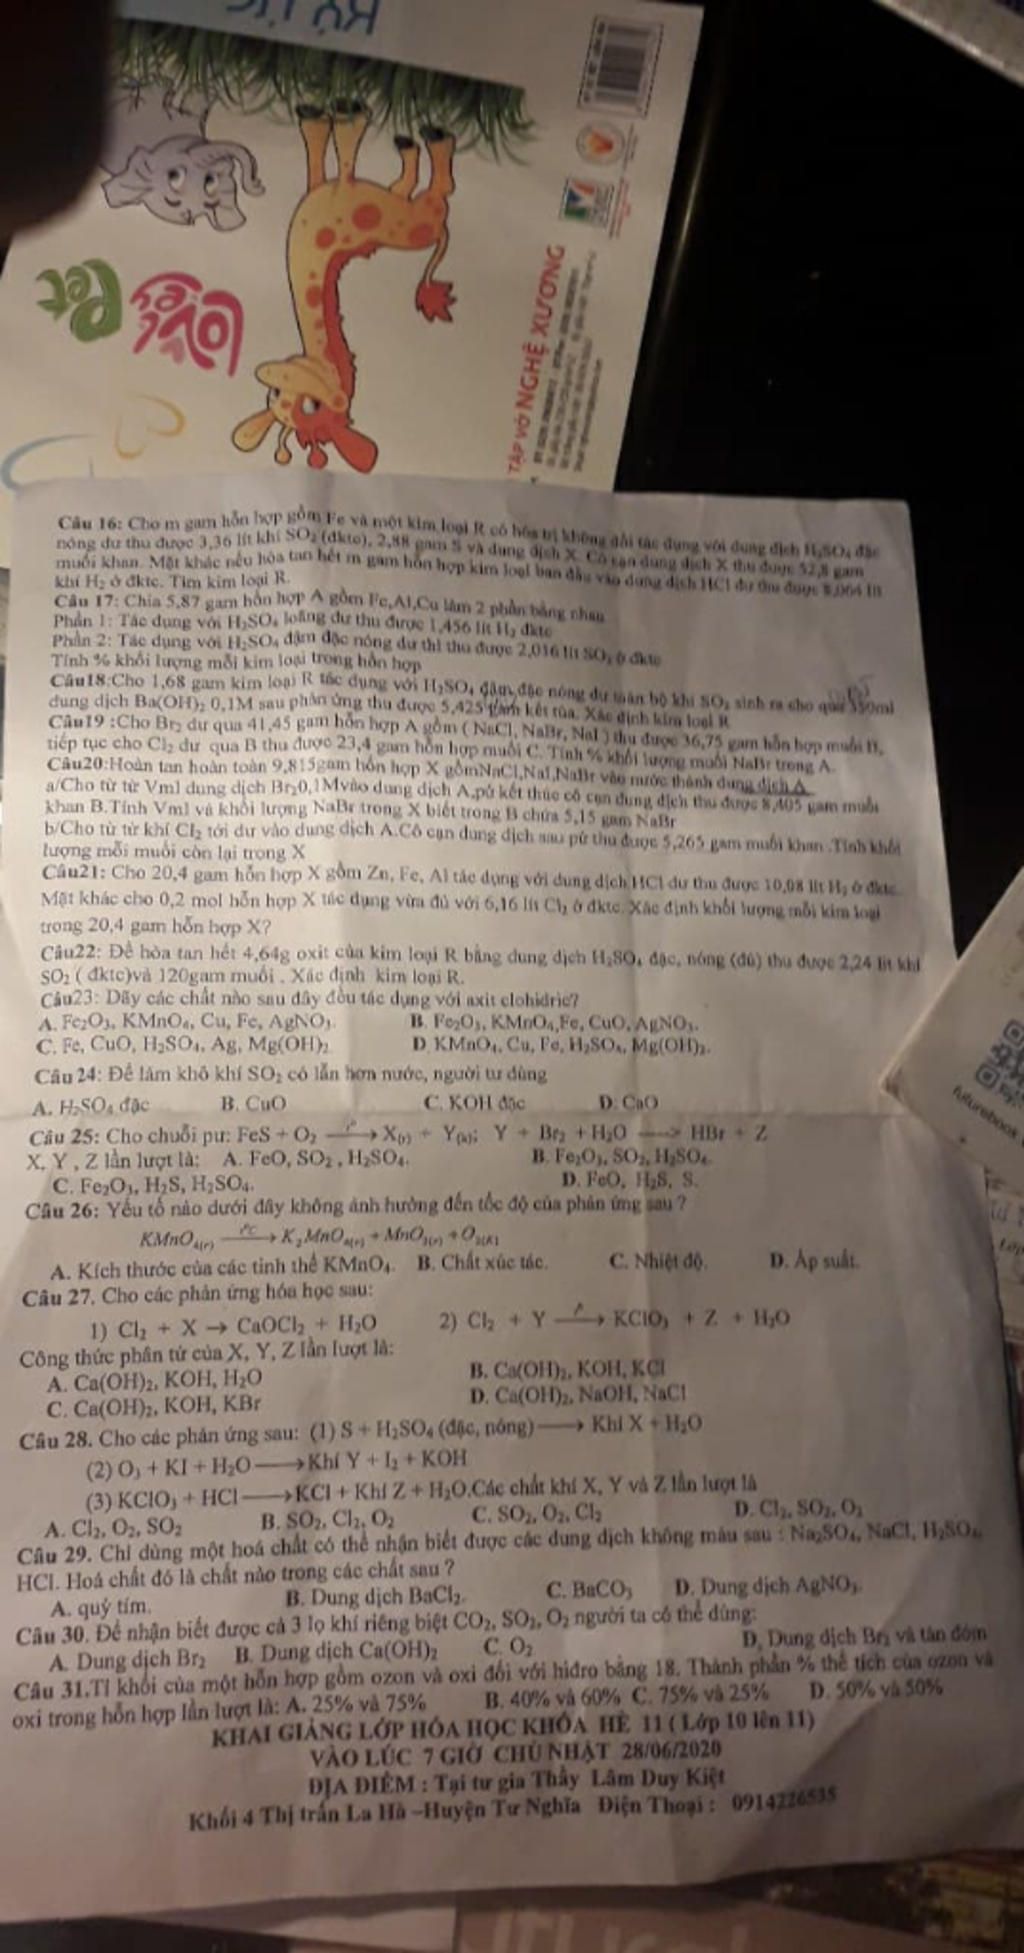 Love
Pet
TẬP VỞ NGHỆ XƯƠNG
Câu 16: Cho m gam hỗn hợp gồm Fe và một kim loại R có hóa trị không đổi tác dụng với dung dịch H₂SO₄ đặc
nóng dư thu được 3,36 lít khí SO₂ (đktc), 2,88 gam S và dung dịch X. Cô cạn dung dịch X thu được 52,8 gam
muối khan. Mặt khác nếu hòa tan hết m gam hỗn hợp kim loại ban đầu vào dung dịch HCl dư thu được 8,064 lít
khí H₂ ở đktc. Tìm kim loại R.
Câu 17: Chia 5,87 gam hỗn hợp A gồm Fe,Al,Cu làm 2 phần bằng nhau
Phần 1: Tác dụng với H₂SO₄ loãng dư thu được 1,456 lít H₂ đktc
Phần 2: Tác dụng với H₂SO₄ đậm đặc nóng dư thì thu được 2,016 lít SO₂ ở đktc
Tính % khối lượng mỗi kim loại trong hỗn hợp
Câu18:Cho 1,68 gam kim loại R tác dụng với H₂SO₄ đậm đặc nóng dư toàn bộ khí SO₂ sinh ra cho qua 350ml
dung dịch Ba(OH)₂ 0,1M sau phản ứng thu được 5,425 gam kết tủa. Xác định kim loại R
Câu19 :Cho Br₂ dư qua 41,45 gam hỗn hợp A gồm ( NaCl, NaBr, NaI ) thu được 36,75 gam hỗn hợp muối B,
tiếp tục cho Cl₂ dư qua B thu được 23,4 gam hỗn hợp muối C. Tính % khối lượng muối NaBr trong A.
Câu20:Hoàn tan hoàn toàn 9,815gam hỗn hợp X gồmNaCl,NaI,NaBr vào nước thành dung dịch A
a/Cho từ từ Vml dung dịch Br₂0,1Mvào dung dịch A,pứ kết thúc cô cạn dung dịch thu được 8,405 gam muối
khan B.Tính Vml và khối lượng NaBr trong X biết trong B chứa 5,15 gam NaBr
b/Cho từ từ khí Cl₂ tới dư vào dung dịch A.Cô cạn dung dịch sau pứ thu được 5,265 gam muối khan .Tính khối
lượng mỗi muối còn lại trong X
Câu21: Cho 20,4 gam hỗn hợp X gồm Zn, Fe, Al tác dụng với dung dịch HCl dư thu được 10,08 lít H₂ ở đktc.
Mặt khác cho 0,2 mol hỗn hợp X tác dụng vừa đủ với 6,16 lít Cl₂ ở đktc. Xác định khối lượng mỗi kim loại
trong 20,4 gam hỗn hợp X?
Câu22: Để hòa tan hết 4,64g oxit của kim loại R bằng dung dịch H₂SO₄ đặc, nóng (đủ) thu được 2,24 lít khí
SO₂ ( đktc)và 120gam muối . Xác định kim loại R.
Câu23: Dãy các chất nào sau đây đều tác dụng với axit clohidric?
A. Fe₂O₃, KMnO₄, Cu, Fe, AgNO₃. B. Fe₂O₃, KMnO₄,Fe, CuO, AgNO₃.
C. Fe, CuO, H₂SO₄, Ag, Mg(OH)₂ D. KMnO₄, Cu, Fe, H₂SO₄, Mg(OH)₂.
Câu 24: Để làm khô khí SO₂ có lẫn hơn nước, người tư dùng
A. H₂SO₄ đặc B. CuO C. KOH đặc D. CaO
Câu 25: Cho chuỗi pư: FeS + O₂ —t°→ X₍ᵣ₎ + Y₍ₖ₎; Y + Br₂ + H₂O ⟶ HBr + Z
X, Y , Z lần lượt là: A. FeO, SO₂ , H₂SO₄. B. Fe₂O₃, SO₂, H₂SO₄.
C. Fe₂O₃, H₂S, H₂SO₄. D. FeO, H₂S, S.
Câu 26: Yếu tố nào dưới đây không ảnh hưởng đến tốc độ của phản ứng sau ?
KMnO₄₍ᵣ₎ —t°C→ K₂MnO₄₍ᵣ₎ + MnO₂₍ᵣ₎ + O₂₍ₖ₎
A. Kích thước của các tinh thể KMnO₄. B. Chất xúc tác. C. Nhiệt độ. D. Áp suất.
Câu 27. Cho các phản ứng hóa học sau:
1) Cl₂ + X → CaOCl₂ + H₂O 2) Cl₂ + Y —t°→ KClO₃ + Z + H₂O
Công thức phân tử của X, Y, Z lần lượt là:
A. Ca(OH)₂, KOH, H₂O B. Ca(OH)₂, KOH, KCl
C. Ca(OH)₂, KOH, KBr D. Ca(OH)₂, NaOH, NaCl
Câu 28. Cho các phản ứng sau: (1) S + H₂SO₄ (đặc, nóng) ⟶ Khí X + H₂O
(2) O₃ + KI + H₂O ⟶ Khí Y + I₂ + KOH
(3) KClO₃ + HCl ⟶ KCl + Khí Z + H₂O.Các chất khí X, Y và Z lần lượt là
A. Cl₂, O₂, SO₂ B. SO₂, Cl₂, O₂ C. SO₂, O₂, Cl₂ D. Cl₂, SO₂, O₂
Câu 29. Chỉ dùng một hoá chất có thể nhận biết được các dung dịch không màu sau : Na₂SO₄, NaCl, H₂SO₄,
HCl. Hoá chất đó là chất nào trong các chất sau ?
A. quỳ tím. B. Dung dịch BaCl₂. C. BaCO₃ D. Dung dịch AgNO₃.
Câu 30. Để nhận biết được cả 3 lọ khí riêng biệt CO₂, SO₂, O₂ người ta có thể dùng:
A. Dung dịch Br₂ B. Dung dịch Ca(OH)₂ C. O₂ D. Dung dịch Br₂ và tàn đóm
Câu 31.Tỉ khối của một hỗn hợp gồm ozon và oxi đối với hiđro bằng 18. Thành phần % thể tích của ozon và
oxi trong hỗn hợp lần lượt là: A. 25% và 75% B. 40% và 60% C. 75% và 25% D. 50% và 50%
KHAI GIẢNG LỚP HÓA HỌC KHÓA HÈ 11 ( Lớp 10 lên 11)
VÀO LÚC 7 GIỜ CHỦ NHẬT 28/06/2020
ĐỊA ĐIỂM : Tại tư gia Thầy Lâm Duy Kiệt
Khối 4 Thị trấn La Hà –Huyện Tư Nghĩa Điện Thoại : 0914226535
futurebook